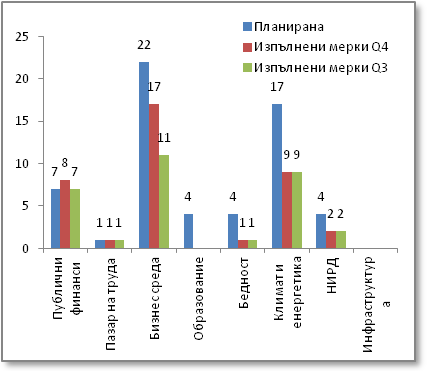 Планирана
Изпълнени мерки Q4
Изпълнени мерки Q3
25
20
15
10
5
0
7 8 7
1 1 1
22 17 11
4
4 1 1
17 9 9
4 2 2
Публични
финанси
Пазар на труда
Бизнес среда
Образование
Бедност
Климат и
енергетика
НИРД
Инфраструктур
а